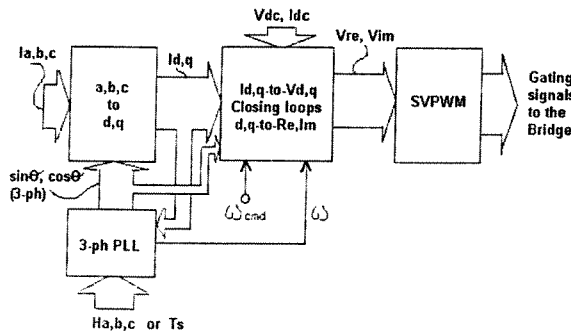 Vdc, Idc
Ia,b,c
Id,q
Vre, Vim
a,b,c
to
d,q
Id,q-to-Vd,q
Closing loops
d,q-to-Re,Im
SVPWM
Gating
signals
to the
Bridge
sinθ, cosθ
(3-ph)
ωcmd
ω
3-ph PLL
Ha,b,c or Ts